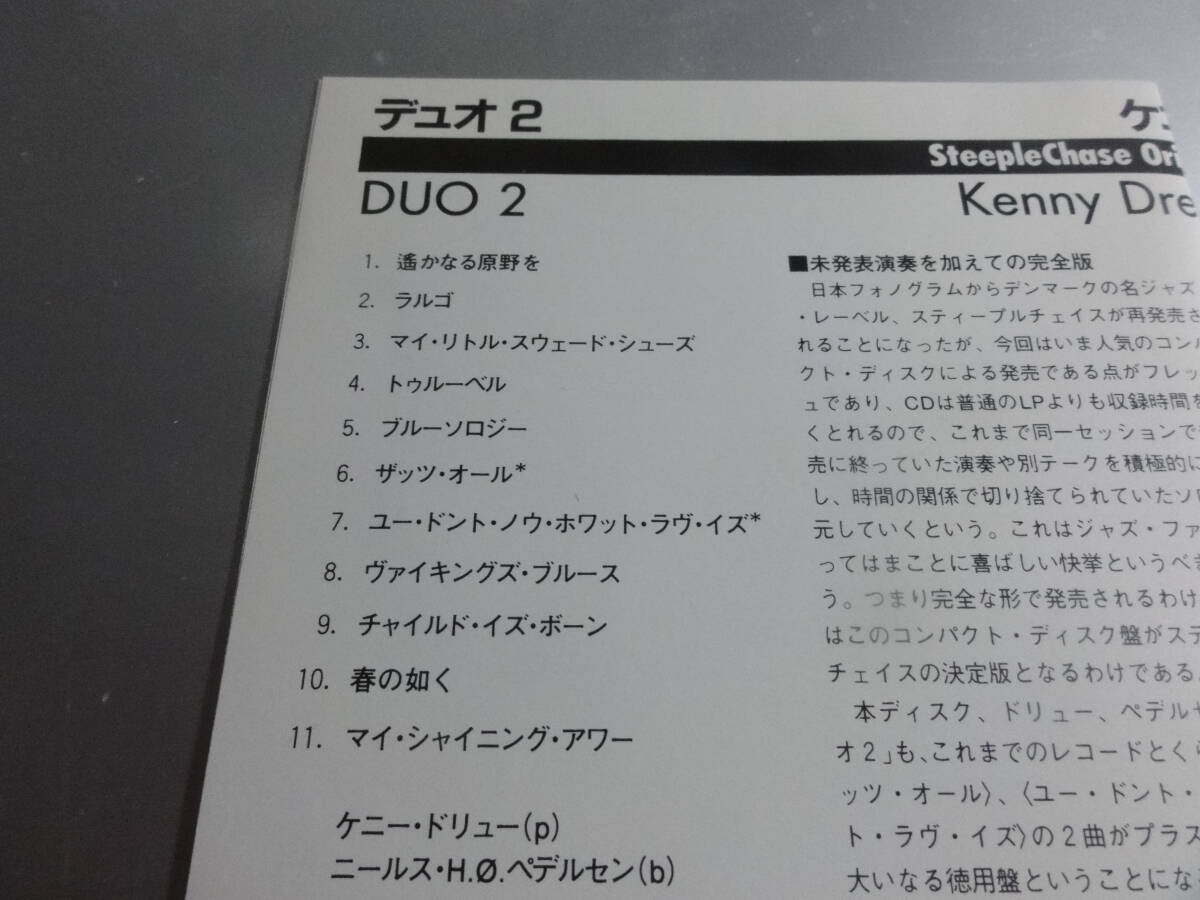 デュオ 2
ケニ
SteepleChase Ori
DUO 2
Kenny Dre
1. 遙かなる原野を
2. ラルゴ
3. マイ・リトル・スウェード・シューズ
4. トゥルーベル
5. ブルーソロジー
6. ザッツ・オール*
7. ユー・ドント・ノウ・ホワット・ラヴ・イズ*
8. ヴァイキングズ・ブルース
9. チャイルド・イズ・ボーン
10. 春の如く
11. マイ・シャイニング・アワー
ケニー・ドリュー(p)
ニールス・H.Ø.ペデルセン(b)
■未発表演奏を加えての完全版
日本フォノグラムからデンマークの名ジャズ
・レーベル、スティープルチェイスが再発売さ
れることになったが、今回はいま人気のコンパ
クト・ディスクによる発売である点がフレッ
ュであり、CDは普通のLPよりも収録時間を
くとれるので、これまで同一セッションで
売に終っていた演奏や別テークを積極的に
し、時間の関係で切り捨てられていたソ
元していくという。これはジャズ・ファ
ってはまことに喜ばしい快挙というべき
う。つまり完全な形で発売されるわけ
はこのコンパクト・ディスク盤がステ
チェイスの決定版となるわけである。
本ディスク、ドリュー、ペデルセ
オ2」も、これまでのレコードとくら
ッツ・オール〉、〈ユー・ドント・
ト・ラヴ・イズ〉の2曲がプラス
大いなる徳用盤ということになる